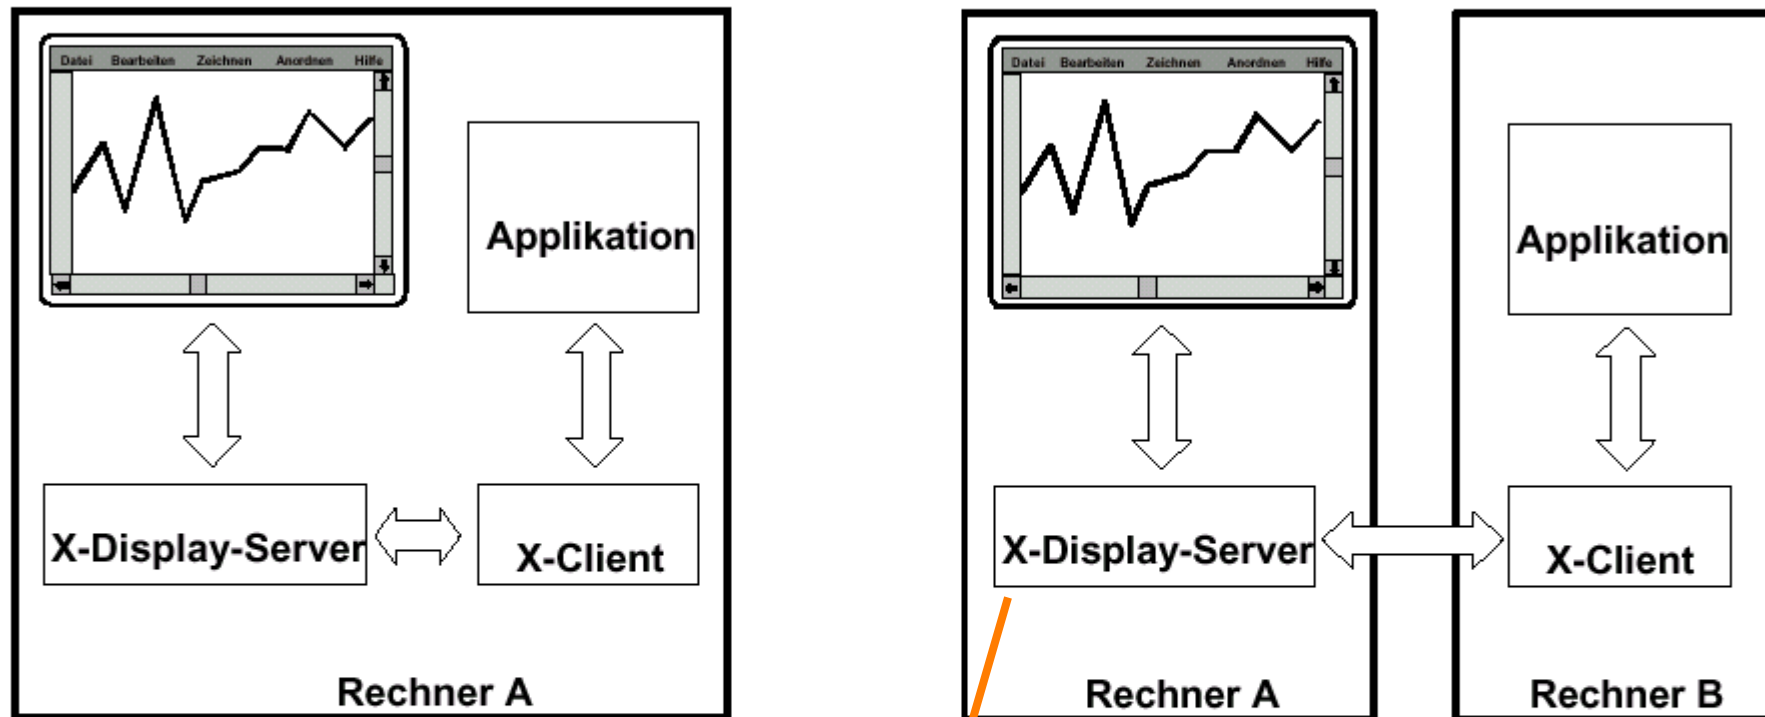 Datei Bearbeiten Zeichnen Anordnen Hilfe
Applikation
X-Display-Server
X-Client
Rechner A
Datei Bearbeiten Zeichnen Anordnen Hilfe
X-Display-Server
Rechner A
Applikation
X-Client
Rechner B